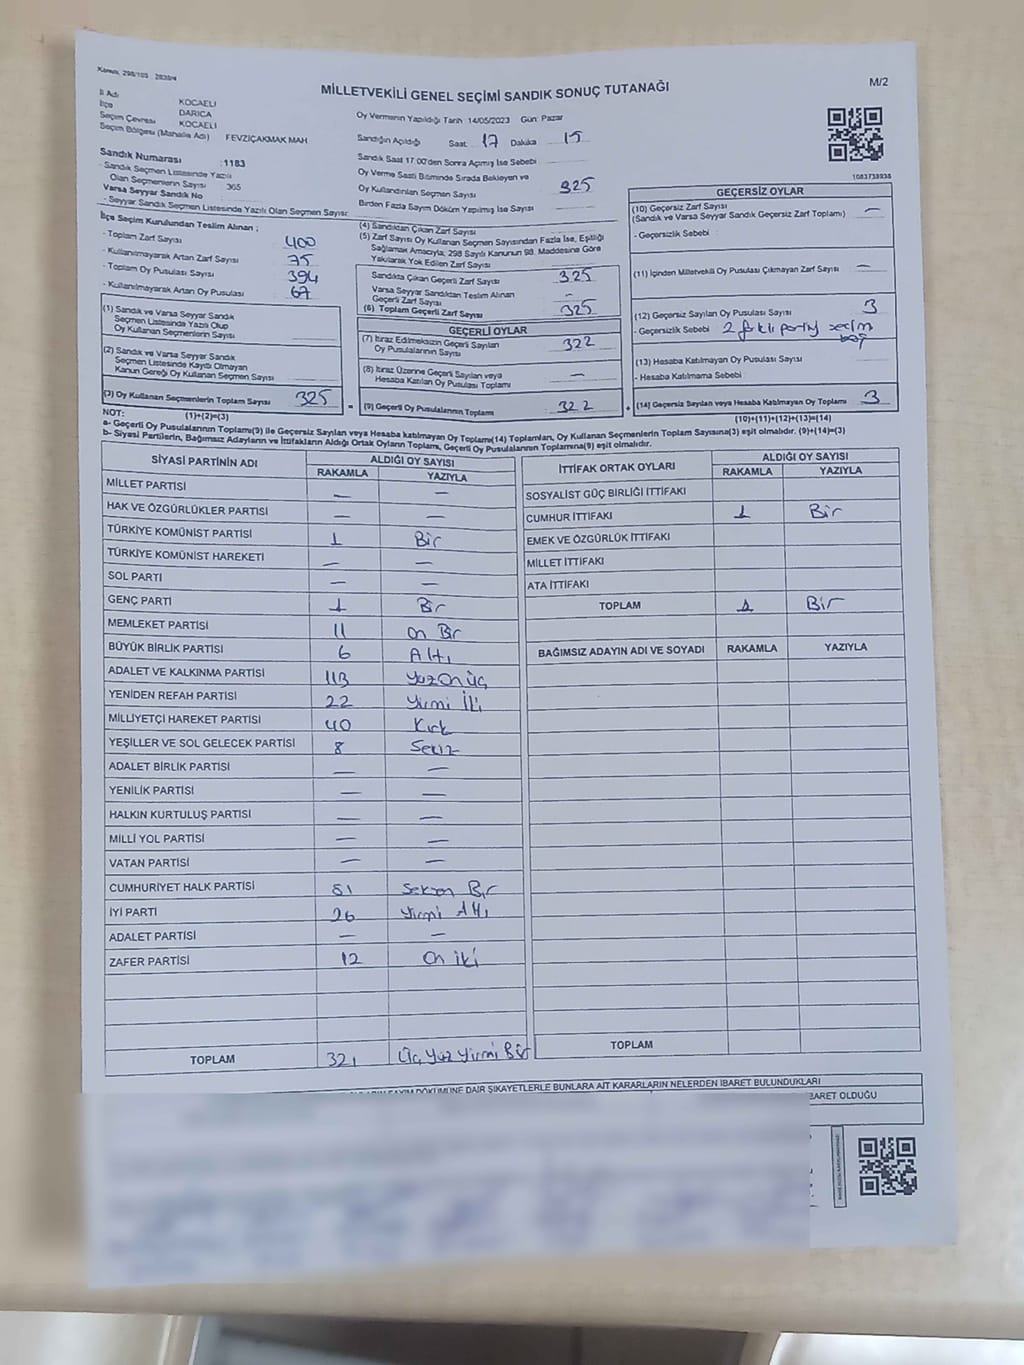 Kanun, 298/105 2839/4
MİLLETVEKİLİ GENEL SEÇİMİ SANDIK SONUÇ TUTANAĞI
M/2
İl Adı KOCAELİ
İlçe DARICA
Seçim Çevresi KOCAELİ
Seçim Bölgesi (Mahalle Adı) FEVZİÇAKMAK MAH
Sandık Numarası : 1183
- Sandık Seçmen Listesinde Yazılı
Olan Seçmenlerin Sayısı 365
Varsa Seyyar Sandık No
- Seyyar Sandık Seçmen Listesinde Yazılı Olan Seçmen Sayısı:
Oy Vermenin Yapıldığı Tarih 14/05/2023 Gün: Pazar
Sandığın Açıldığı Saat 17 Dakika 15
Sandık Saat 17.00'den Sonra Açılmış İse Sebebi
Oy Verme Saati Bitiminde Sırada Bekleyen ve
Oy Kullandırılan Seçmen Sayısı 325
Birden Fazla Sayım Döküm Yapılmış İse Sayısı
1083738938
İlçe Seçim Kurulundan Teslim Alınan ;
- Toplam Zarf Sayısı 400
- Kullanılmayarak Artan Zarf Sayısı 75
- Toplam Oy Pusulası Sayısı 394
- Kullanılmayarak Artan Oy Pusulası 67
(1) Sandık ve Varsa Seyyar Sandık
Seçmen Listesinde Yazılı Olup
Oy Kullanan Seçmenlerin Sayısı
(2) Sandık ve Varsa Seyyar Sandık
Seçmen Listesinde Kayıtlı Olmayan
Kanun Gereği Oy Kullanan Seçmen Sayısı
(3) Oy Kullanan Seçmenlerin Toplam Sayısı 325
(1)+(2)=(3)
(4) Sandıktan Çıkan Zarf Sayısı
(5) Zarf Sayısı Oy Kullanan Seçmen Sayısından Fazla İse, Eşitliği
Sağlamak Amacıyla, 298 Sayılı Kanunun 98. Maddesine Göre
Yakılarak Yok Edilen Zarf Sayısı
Sandıkta Çıkan Geçerli Zarf Sayısı 325
Varsa Seyyar Sandıktan Teslim Alınan
Geçerli Zarf Sayısı —
(6) Toplam Geçerli Zarf Sayısı 325
GEÇERLİ OYLAR
(7) İtiraz Edilmeksizin Geçerli Sayılan
Oy Pusulalarının Sayısı 322
(8) İtiraz Üzerine Geçerli Sayılan veya
Hesaba Katılan Oy Pusulası Toplamı —
(9) Geçerli Oy Pusulalarının Toplamı 322
GEÇERSİZ OYLAR
(10) Geçersiz Zarf Sayısı
(Sandık ve Varsa Seyyar Sandık Geçersiz Zarf Toplamı) —
- Geçersizlik Sebebi :
(11) İçinden Milletvekili Oy Pusulası Çıkmayan Zarf Sayısı —
(12) Geçersiz Sayılan Oy Pusulası Sayısı 3
- Geçersizlik Sebebi 2 farklı partiy seçim
(13) Hesaba Katılmayan Oy Pusulası Sayısı
- Hesaba Katılmama Sebebi
(14) Geçersiz Sayılan veya Hesaba Katılmayan Oy Toplamı 3
(10)+(11)+(12)+(13)=(14)
NOT:
a- Geçerli Oy Pusulalarının Toplamı(9) ile Geçersiz Sayılan veya Hesaba katılmayan Oy Toplamı(14) Toplamları, Oy Kullanan Seçmenlerin Toplam Sayısına(3) eşit olmalıdır. (9)+(14)=(3)
b- Siyasi Partilerin, Bağımsız Adayların ve İttifakların Aldığı Ortak Oyların Toplamı, Geçerli Oy Pusulalarının Toplamına(9) eşit olmalıdır.
SİYASİ PARTİNİN ADI ALDIĞI OY SAYISI
RAKAMLA YAZIYLA
MİLLET PARTİSİ — —
HAK VE ÖZGÜRLÜKLER PARTİSİ — —
TÜRKİYE KOMÜNİST PARTİSİ 1 Bir
TÜRKİYE KOMÜNİST HAREKETİ — —
SOL PARTİ — —
GENÇ PARTİ 1 Bir
MEMLEKET PARTİSİ 11 on Bir
BÜYÜK BİRLİK PARTİSİ 6 Altı
ADALET VE KALKINMA PARTİSİ 113 YüzOnüç
YENİDEN REFAH PARTİSİ 22 Yirmi İki
MİLLİYETÇİ HAREKET PARTİSİ 40 Kırk
YEŞİLLER VE SOL GELECEK PARTİSİ 8 Sekiz
ADALET BİRLİK PARTİSİ — —
YENİLİK PARTİSİ — —
HALKIN KURTULUŞ PARTİSİ — —
MİLLİ YOL PARTİSİ — —
VATAN PARTİSİ — —
CUMHURİYET HALK PARTİSİ 81 Seksen Bir
İYİ PARTİ 26 Yirmi Altı
ADALET PARTİSİ — —
ZAFER PARTİSİ 12 On iki
TOPLAM 321 Üç Yüz Yirmi Bir
İTTİFAK ORTAK OYLARI ALDIĞI OY SAYISI
RAKAMLA YAZIYLA
SOSYALİST GÜÇ BİRLİĞİ İTTİFAKI
CUMHUR İTTİFAKI 1 Bir
EMEK VE ÖZGÜRLÜK İTTİFAKI
MİLLET İTTİFAKI
ATA İTTİFAKI
TOPLAM 1 Bir
BAĞIMSIZ ADAYIN ADI VE SOYADI RAKAMLA YAZIYLA
TOPLAM
SAYIM DÖKÜMÜNE DAİR ŞİKAYETLERLE BUNLARA AİT KARARLARIN NELERDEN İBARET BULUNDUKLARI
İBARET OLDUĞU